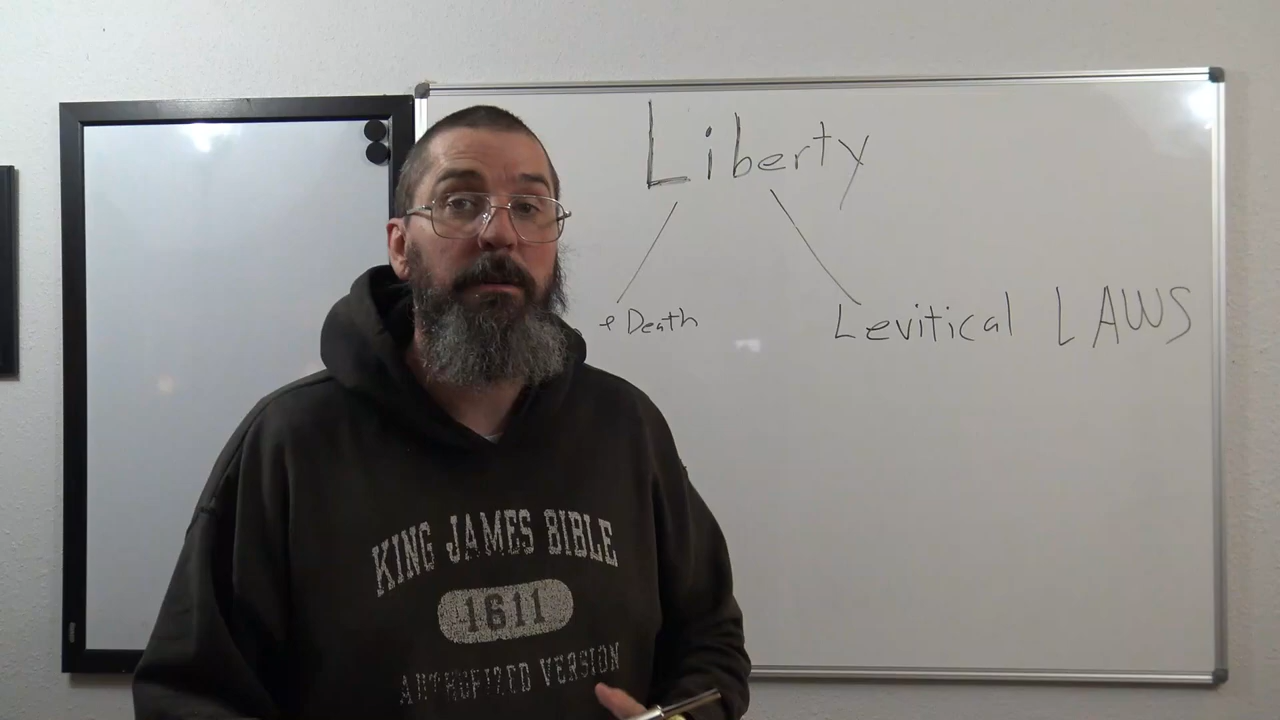 Liberty
+ Death
Levitical LAWS
KING JAMES BIBLE
1611
AUTHORIZED VERSION